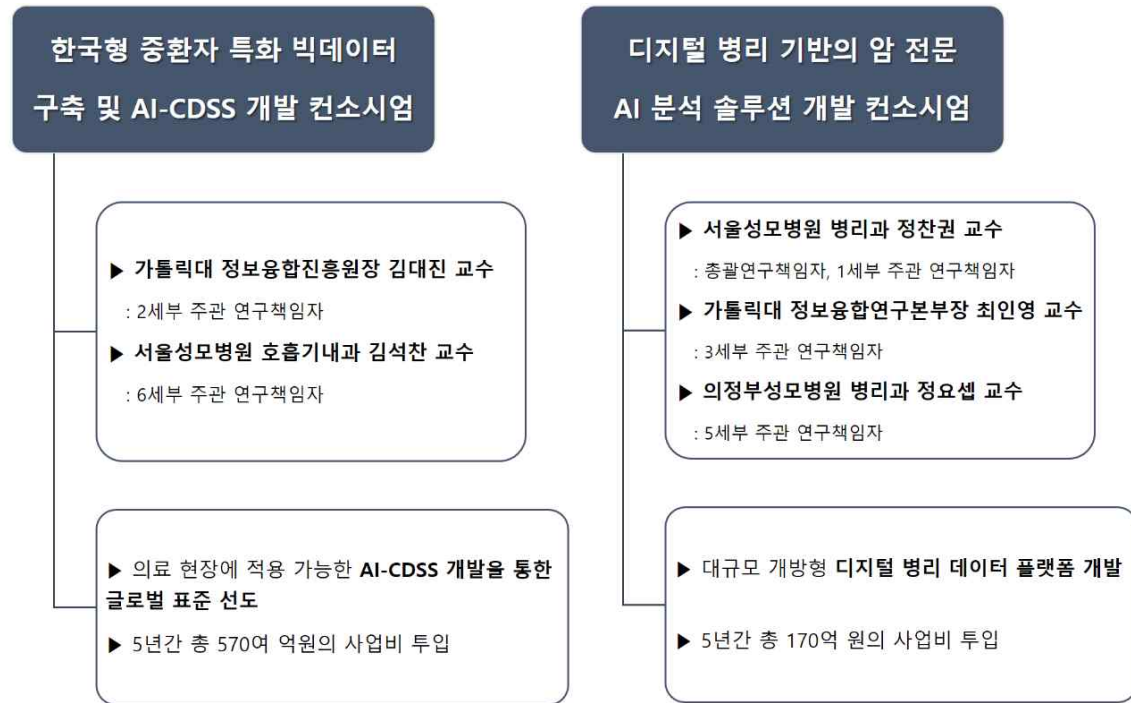 한국형 중환자 특화 빅데이터
구축 및 AI-CDSS 개발 컨소시엄
▶ 가톨릭대 정보융합진흥원장 김대진 교수
: 2세부 주관 연구책임자
▶ 서울성모병원 호흡기내과 김석찬 교수
: 6세부 주관 연구책임자
▶ 의료 현장에 적용 가능한 AI-CDSS 개발을 통한
글로벌 표준 선도
▶ 5년간 총 570여 억원의 사업비 투입
디지털 병리 기반의 암 전문
AI 분석 솔루션 개발 컨소시엄
▶ 서울성모병원 병리과 정찬권 교수
: 총괄연구책임자, 1세부 주관 연구책임자
▶ 가톨릭대 정보융합연구본부장 최인영 교수
: 3세부 주관 연구책임자
▶ 의정부성모병원 병리과 정요셉 교수
: 5세부 주관 연구책임자
▶ 대규모 개방형 디지털 병리 데이터 플랫폼 개발
▶ 5년간 총 170억 원의 사업비 투입